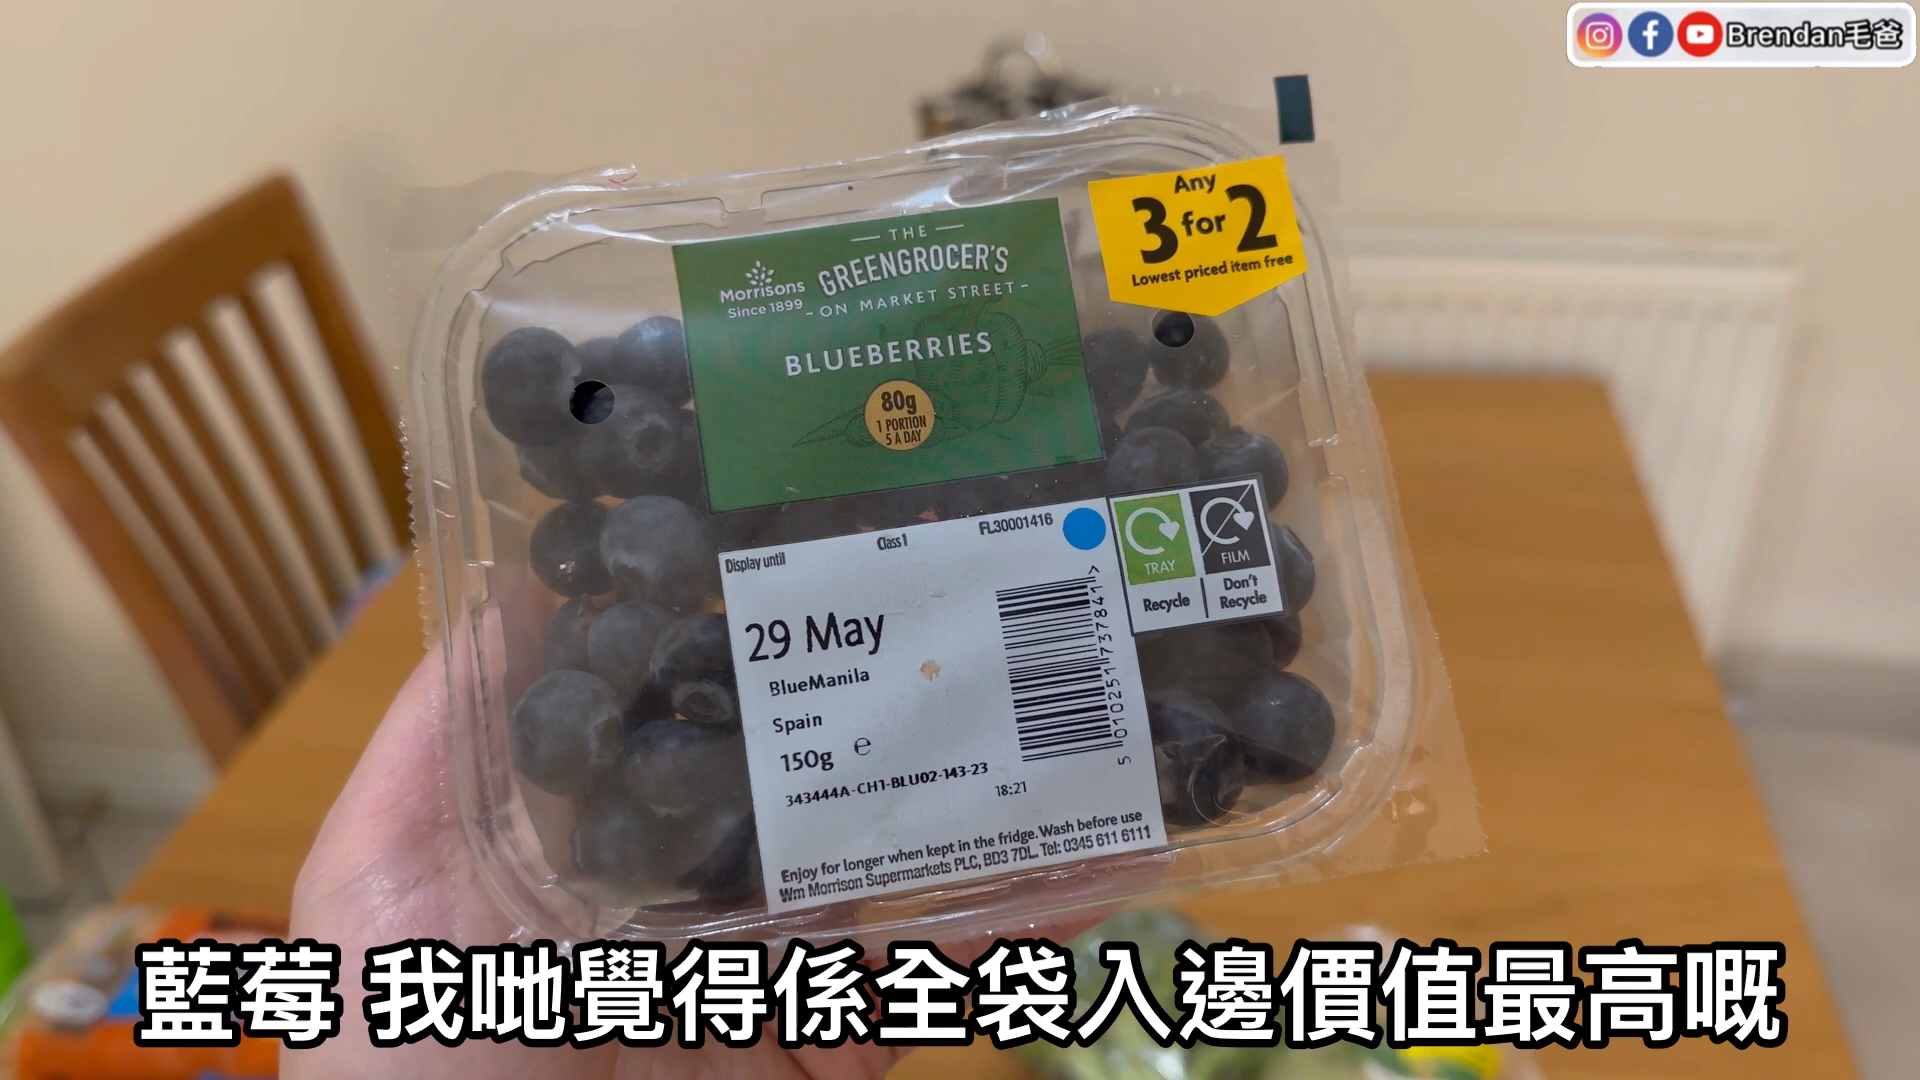 Brendan毛爸
Any
3 for 2
Lowest priced item free
THE
GREENGROCER'S
ON MARKET STREET
Morrisons
Since 1899
BLUEBERRIES
80g
1 PORTION
5 A DAY
Display until
Class 1
FL30001416
29 May
BlueManila
Spain
150g e
343444A-CH1-BLU02-143-23
18:21
5 010251 737841 >
TRAY
Recycle
FILM
Don't
Recycle
Enjoy for longer when kept in the fridge. Wash before use
Wm Morrison Supermarkets PLC, BD3 7DL. Tel: 0345 611 6111
藍莓 我哋覺得係全袋入邊價值最高嘅